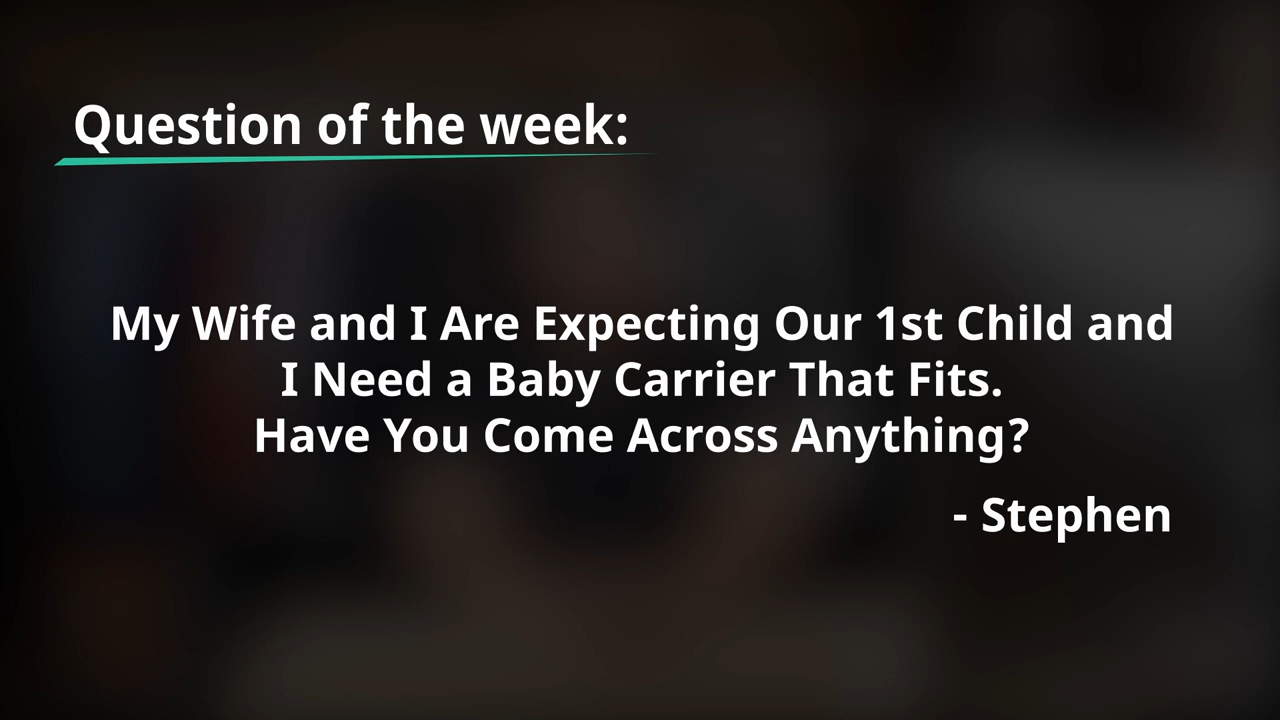 Question of the week:
My Wife and I Are Expecting Our 1st Child and
I Need a Baby Carrier That Fits.
Have You Come Across Anything?
- Stephen